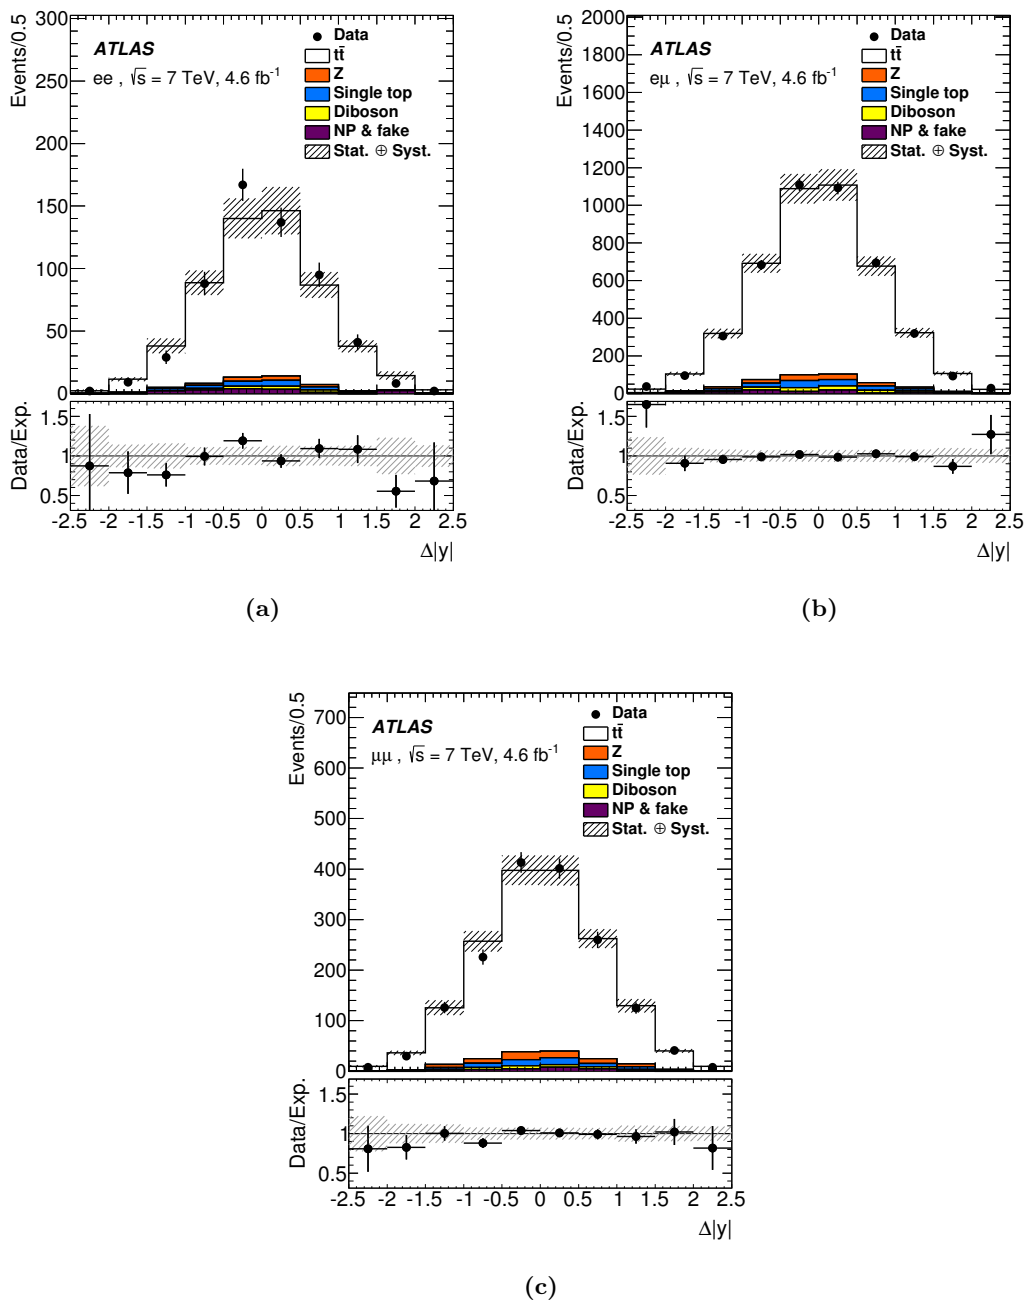 Events/0.5
300
250
200
150
100
50
0
ATLAS
ee , √s = 7 TeV, 4.6 fb⁻¹
Data
tt̄
Z
Single top
Diboson
NP & fake
Stat. ⊕ Syst.
Data/Exp.
1.5
1
0.5
-2.5 -2 -1.5 -1 -0.5 0 0.5 1 1.5 2 2.5
Δ|y|
(a)
Events/0.5
2000
1800
1600
1400
1200
1000
800
600
400
200
0
ATLAS
eμ , √s = 7 TeV, 4.6 fb⁻¹
Data
tt̄
Z
Single top
Diboson
NP & fake
Stat. ⊕ Syst.
Data/Exp.
1.5
1
0.5
-2.5 -2 -1.5 -1 -0.5 0 0.5 1 1.5 2 2.5
Δ|y|
(b)
Events/0.5
700
600
500
400
300
200
100
0
ATLAS
μμ , √s = 7 TeV, 4.6 fb⁻¹
Data
tt̄
Z
Single top
Diboson
NP & fake
Stat. ⊕ Syst.
Data/Exp.
1.5
1
0.5
-2.5 -2 -1.5 -1 -0.5 0 0.5 1 1.5 2 2.5
Δ|y|
(c)